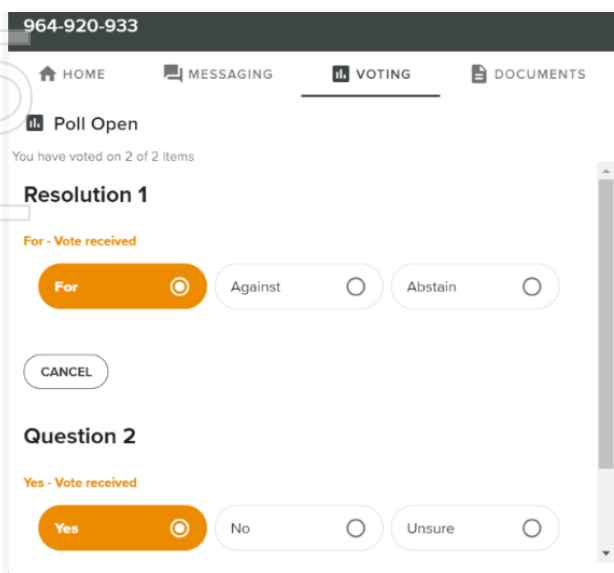 964-920-933
HOME MESSAGING VOTING DOCUMENTS
Poll Open
You have voted on 2 of 2 items
Resolution 1
For - Vote received
For Against Abstain
CANCEL
Question 2
Yes - Vote received
Yes No Unsure